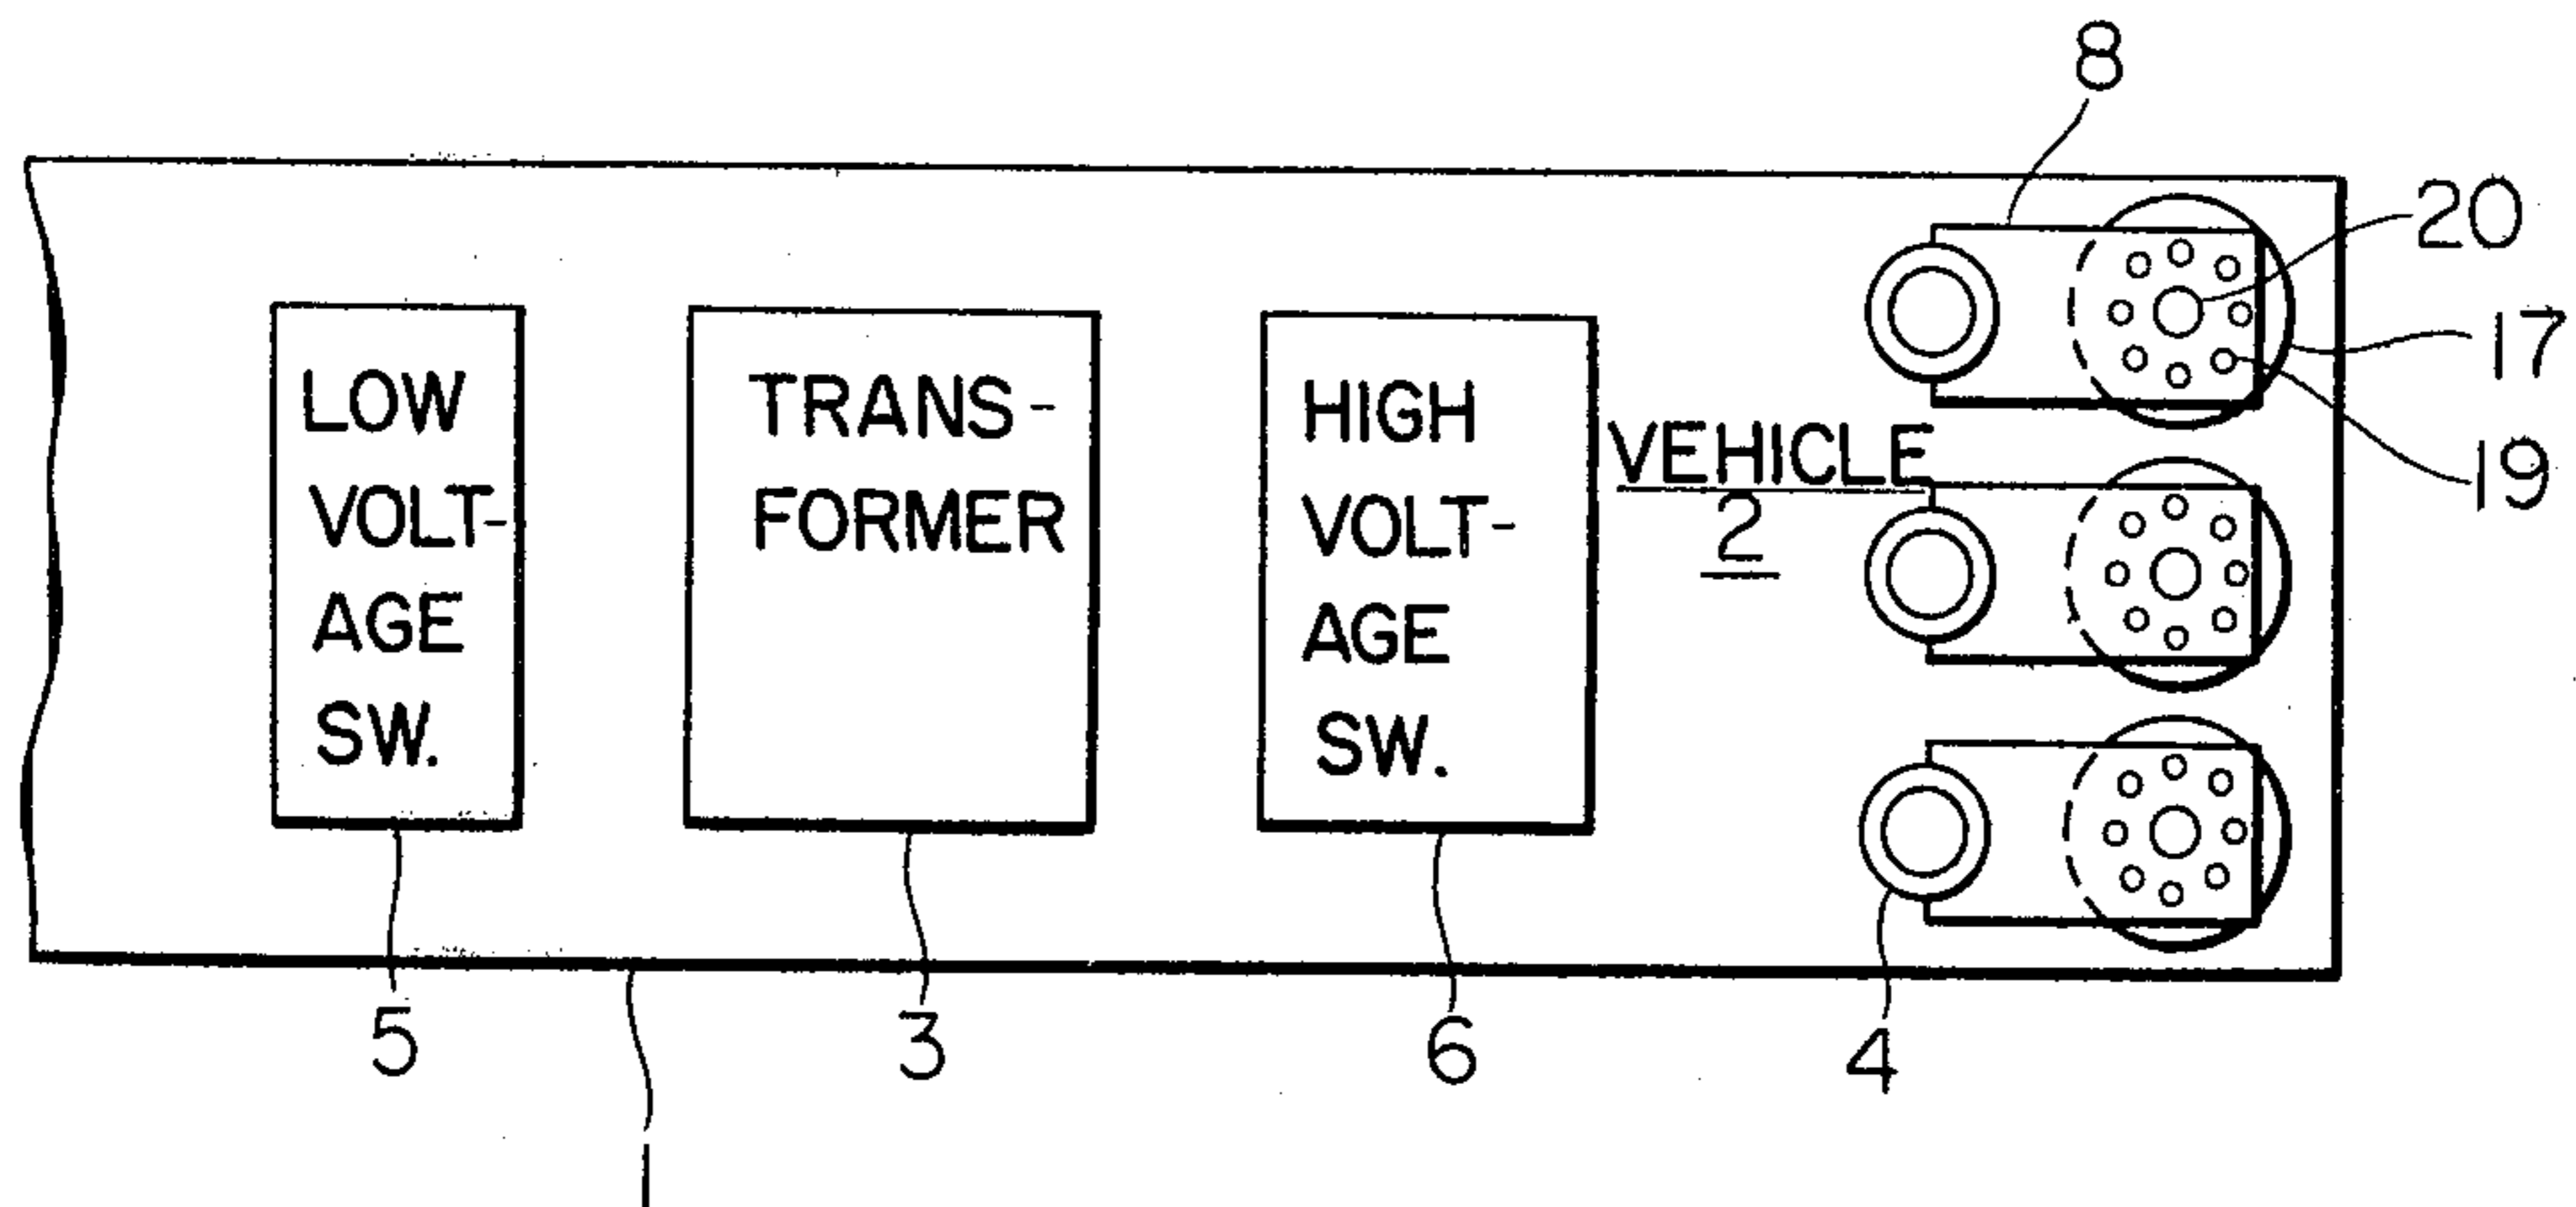 8
20
17
19
LOW
VOLT-
AGE
SW.
TRANS-
FORMER
HIGH
VOLT-
AGE
SW.
VEHICLE
2
5
3
6
4
1